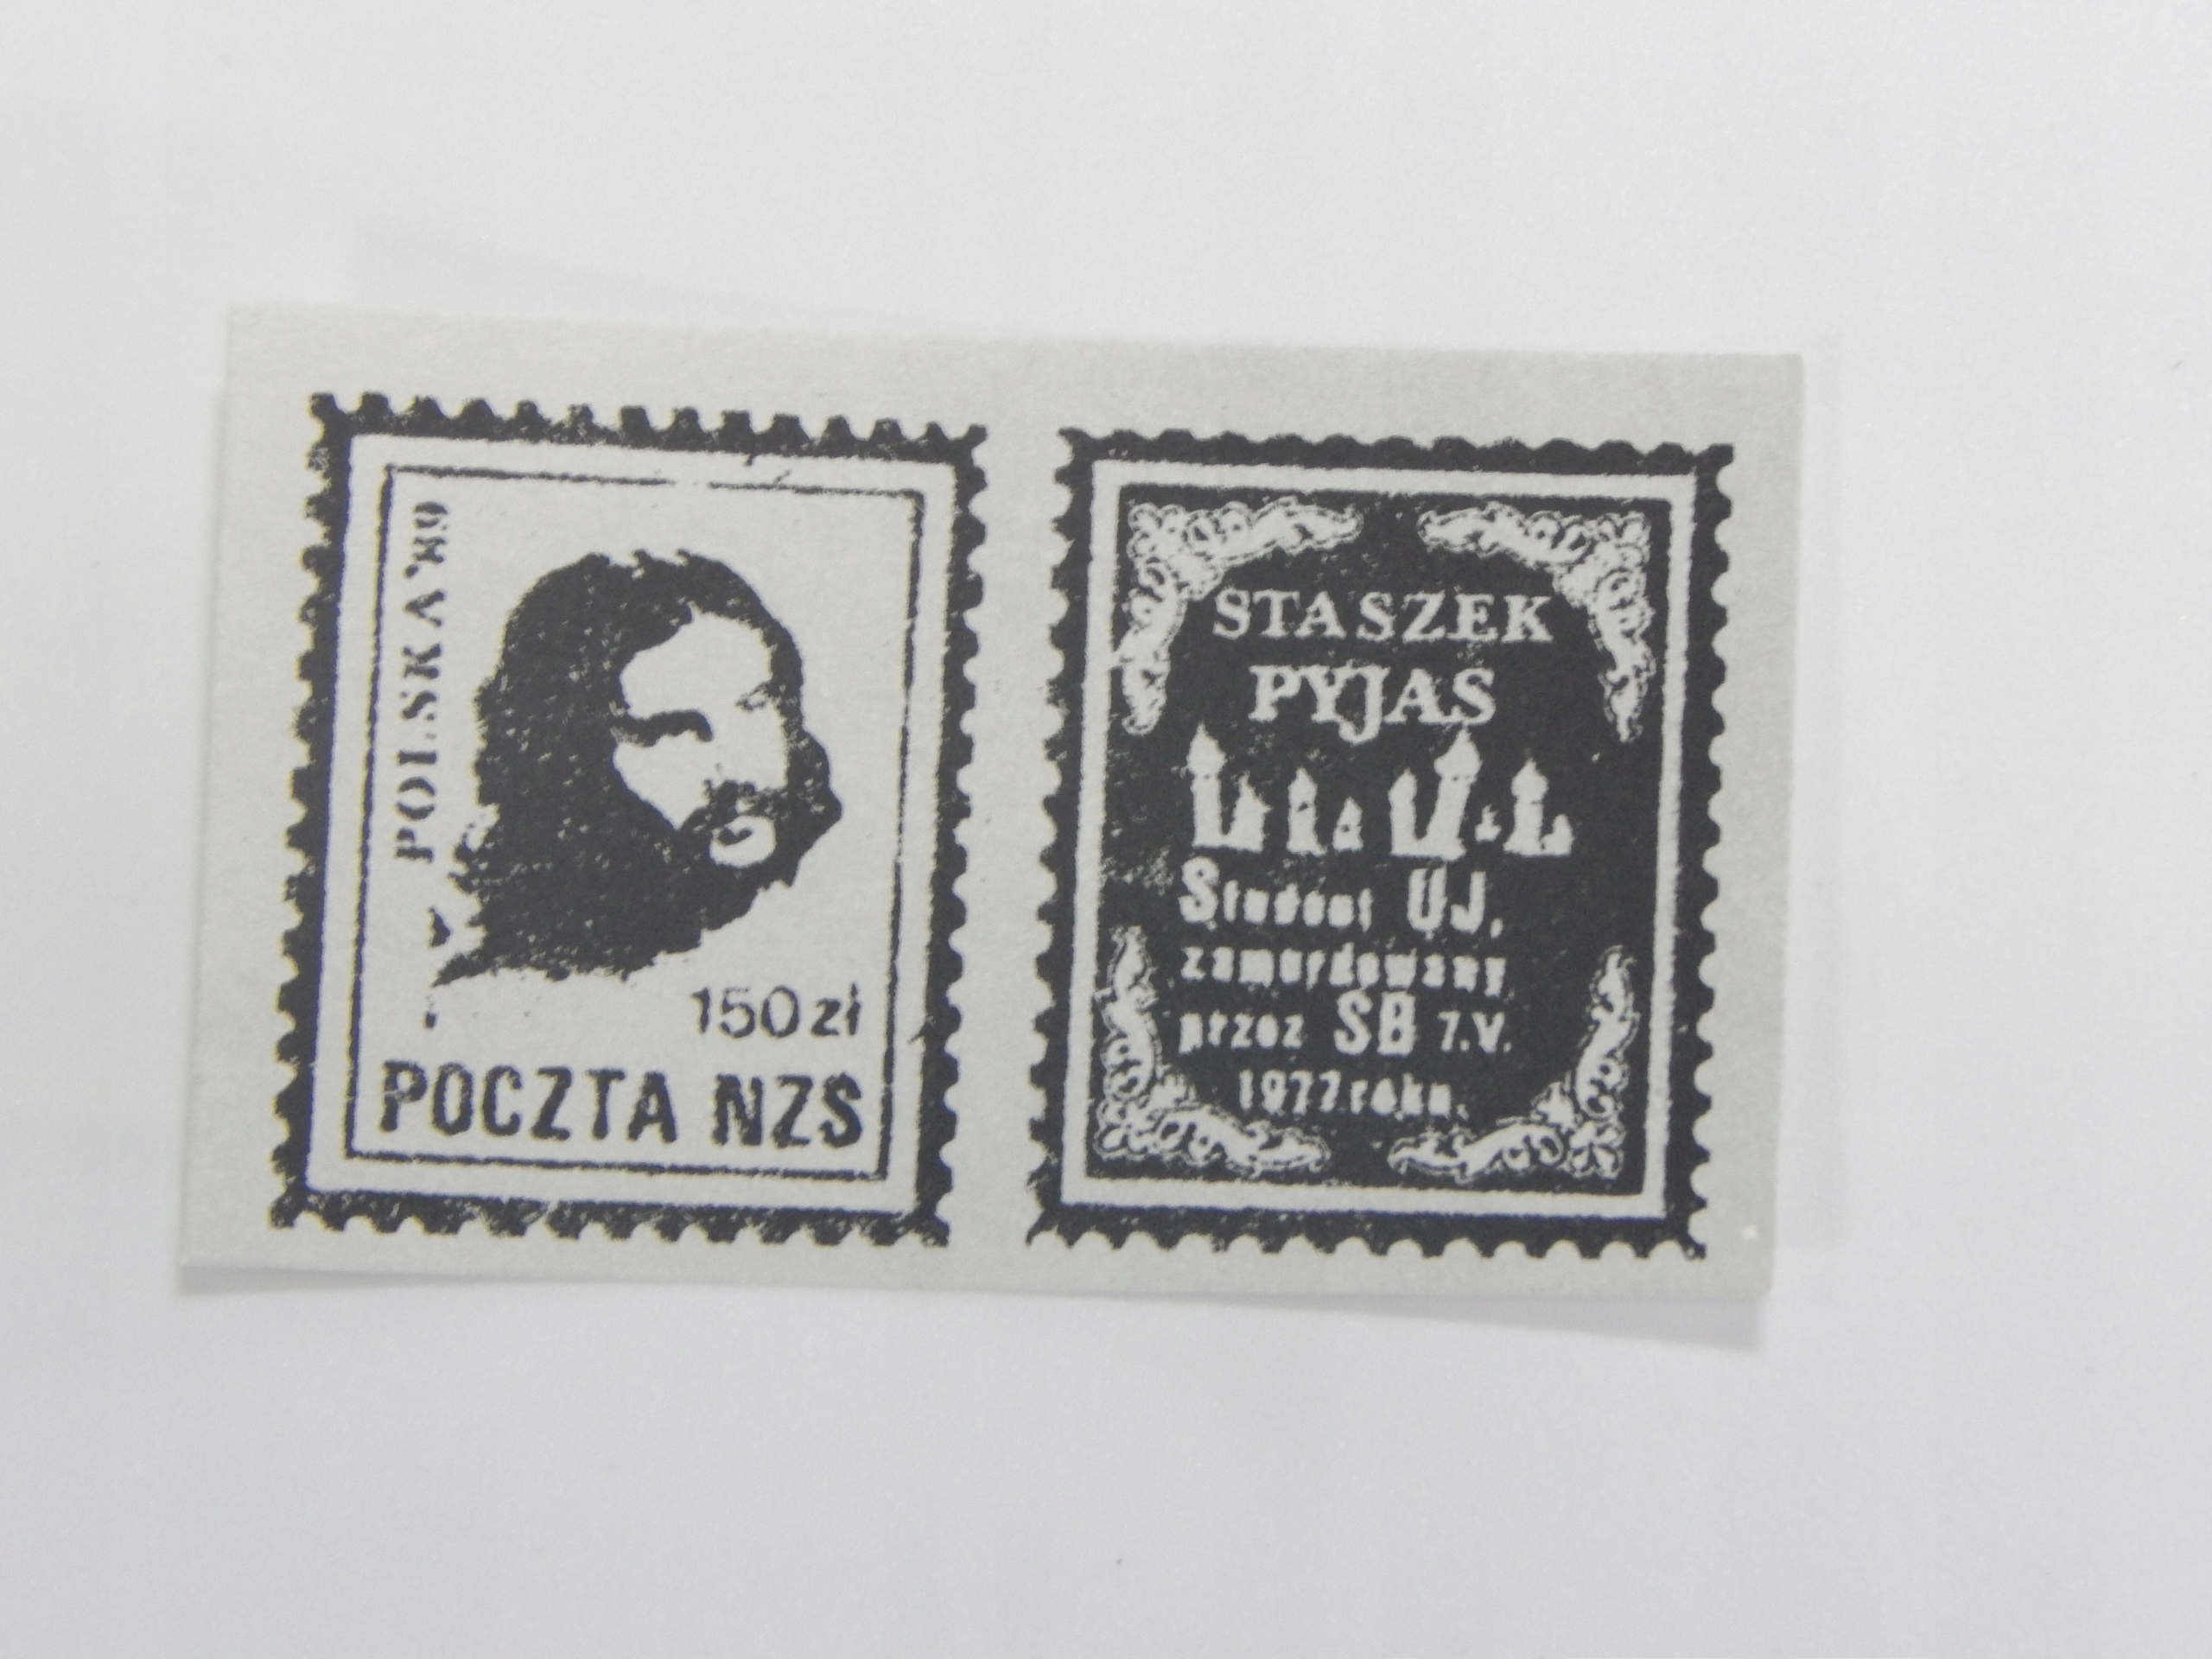 POLSKA '89
150 zł
POCZTA NZS
STASZEK
PYJAS
Student UJ,
zamordowany
przez SB 7.V.
1977 roku.